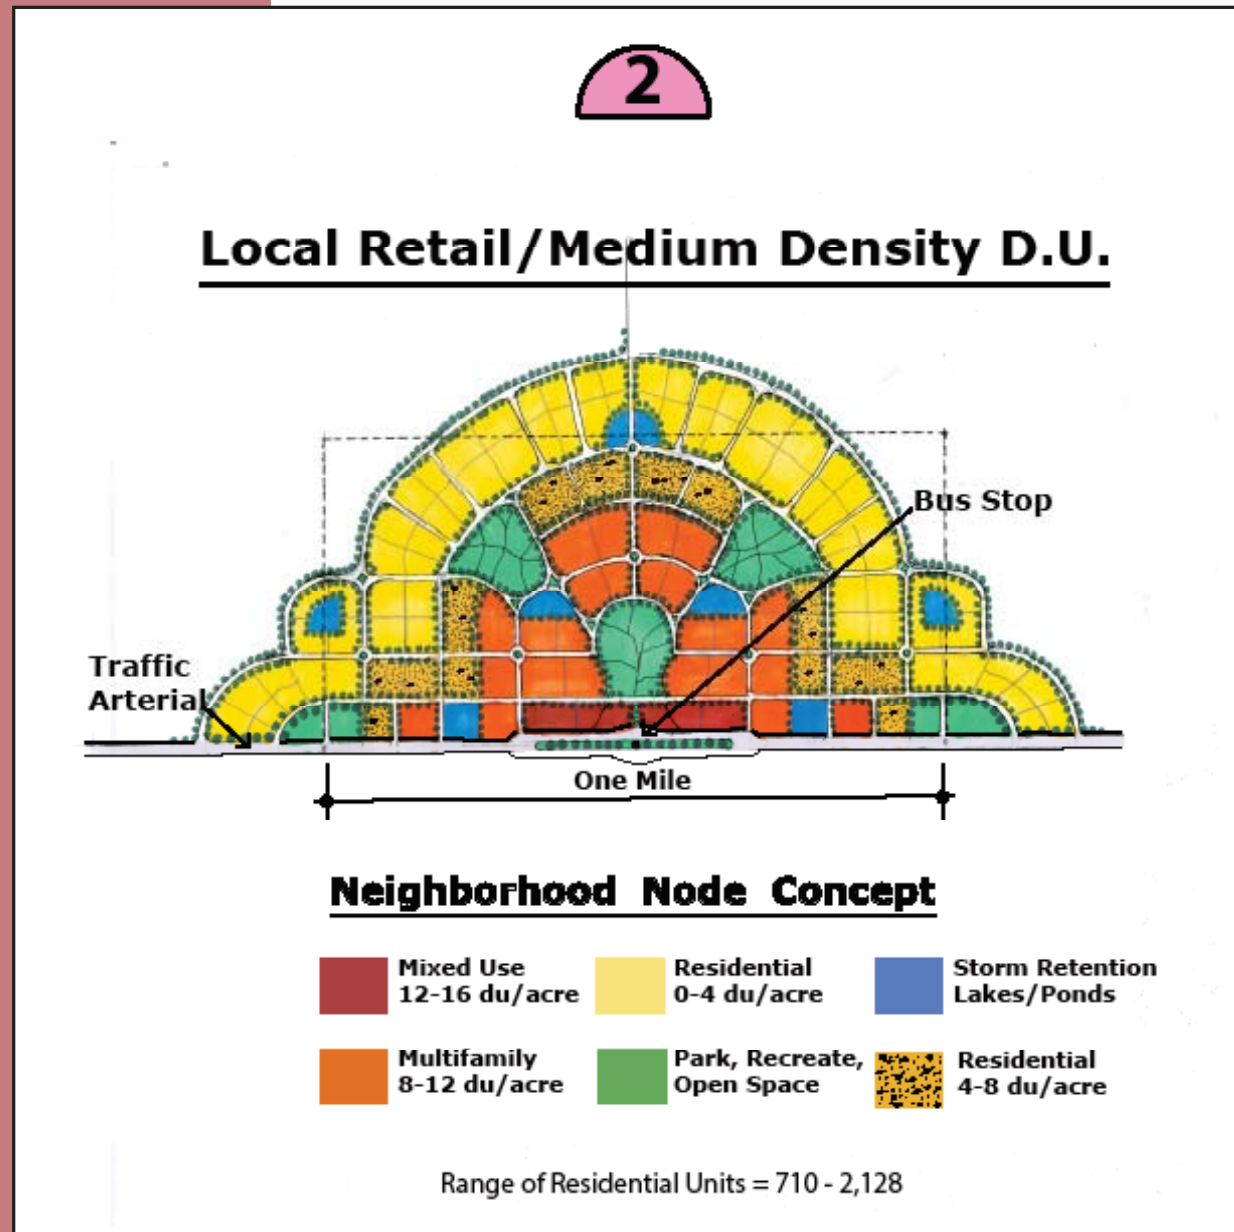 2
Local Retail/Medium Density D.U.
Bus Stop
Traffic
Arterial
One Mile
Neighborhood Node Concept
Mixed Use
12-16 du/acre
Residential
0-4 du/acre
Storm Retention
Lakes/Ponds
Multifamily
8-12 du/acre
Park, Recreate,
Open Space
Residential
4-8 du/acre
Range of Residential Units = 710 - 2,128